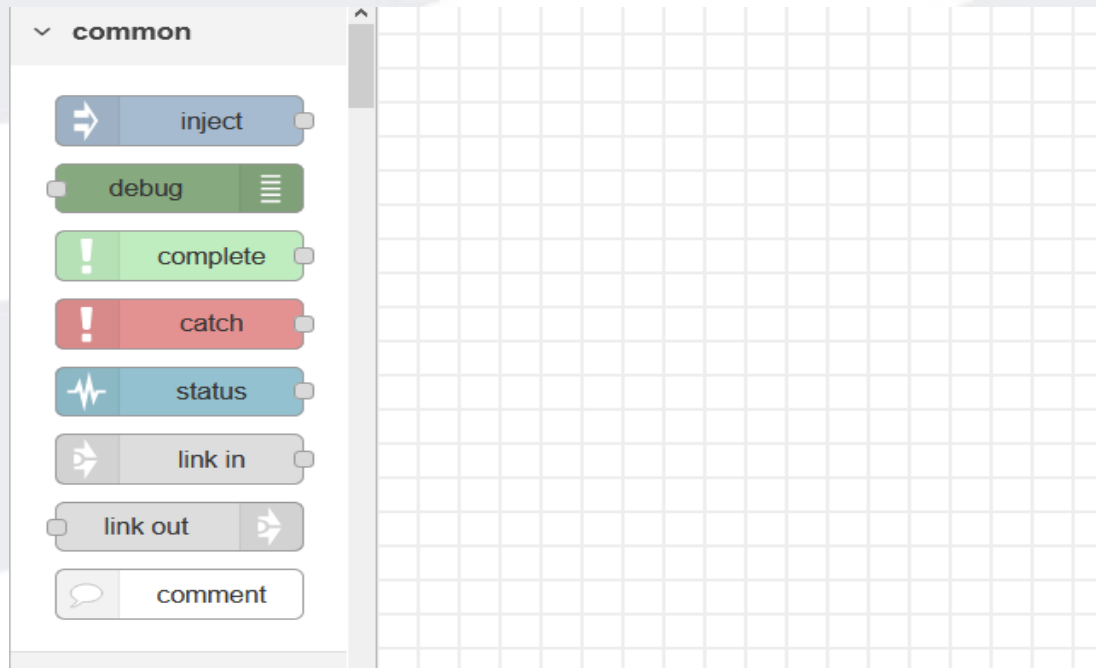 common
inject
debug
complete
catch
status
link in
link out
comment